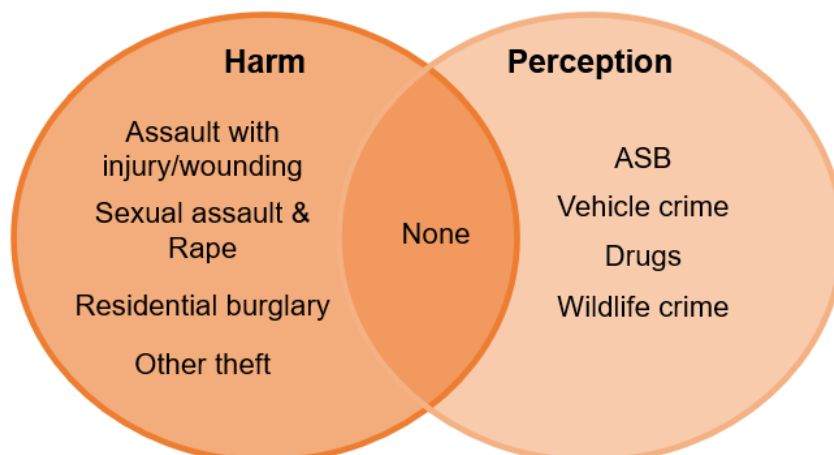 Harm
Assault with
injury/wounding
Sexual assault &
Rape
Residential burglary
Other theft
None
Perception
ASB
Vehicle crime
Drugs
Wildlife crime